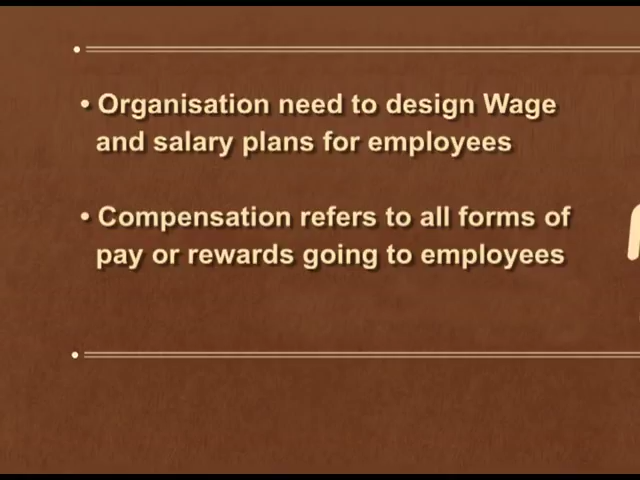 • Organisation need to design Wage
and salary plans for employees
• Compensation refers to all forms of
pay or rewards going to employees